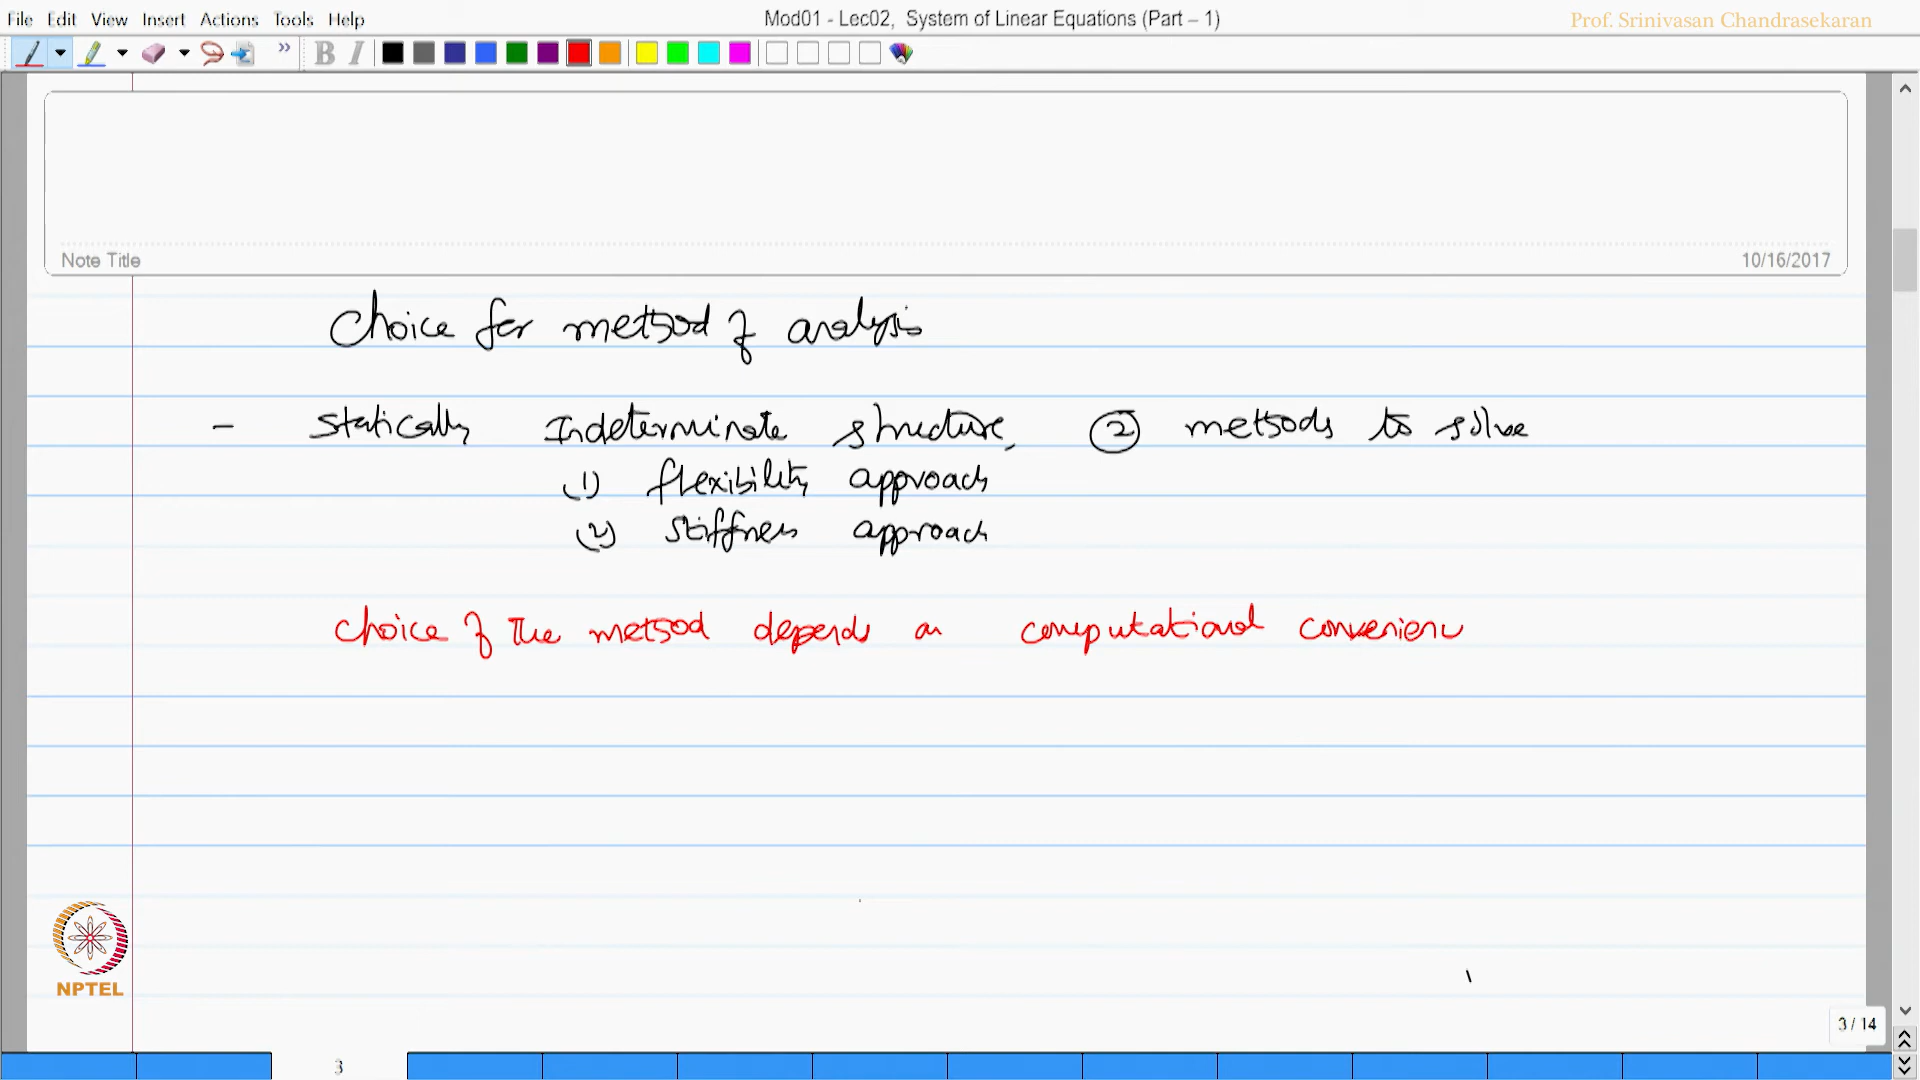 File Edit View Insert Actions Tools Help
Mod01 - Lec02, System of Linear Equations (Part – 1)
Prof. Srinivasan Chandrasekaran
B I
Note Title
10/16/2017
Choice for method of analysis
- Statically Indeterminate structure, 2 methods to solve
(1) flexibility approach
(2) stiffness approach
Choice of the method depends on computational convenience
NPTEL
3 / 14
3